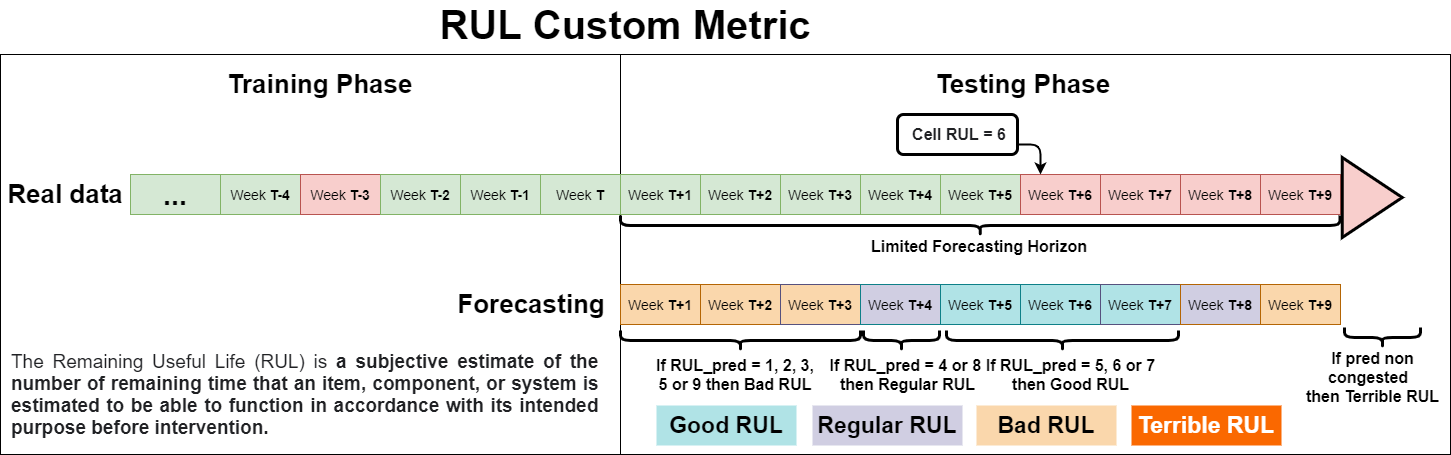 RUL Custom Metric
Training Phase
Testing Phase
Cell RUL = 6
Real data
... Week T-4 Week T-3 Week T-2 Week T-1 Week T Week T+1 Week T+2 Week T+3 Week T+4 Week T+5 Week T+6 Week T+7 Week T+8 Week T+9
Limited Forecasting Horizon
Forecasting
Week T+1 Week T+2 Week T+3 Week T+4 Week T+5 Week T+6 Week T+7 Week T+8 Week T+9
The Remaining Useful Life (RUL) is a subjective estimate of the
number of remaining time that an item, component, or system is
estimated to be able to function in accordance with its intended
purpose before intervention.
If RUL_pred = 1, 2, 3,
5 or 9 then Bad RUL
If RUL_pred = 4 or 8
then Regular RUL
If RUL_pred = 5, 6 or 7
then Good RUL
If pred non
congested
then Terrible RUL
Good RUL
Regular RUL
Bad RUL
Terrible RUL